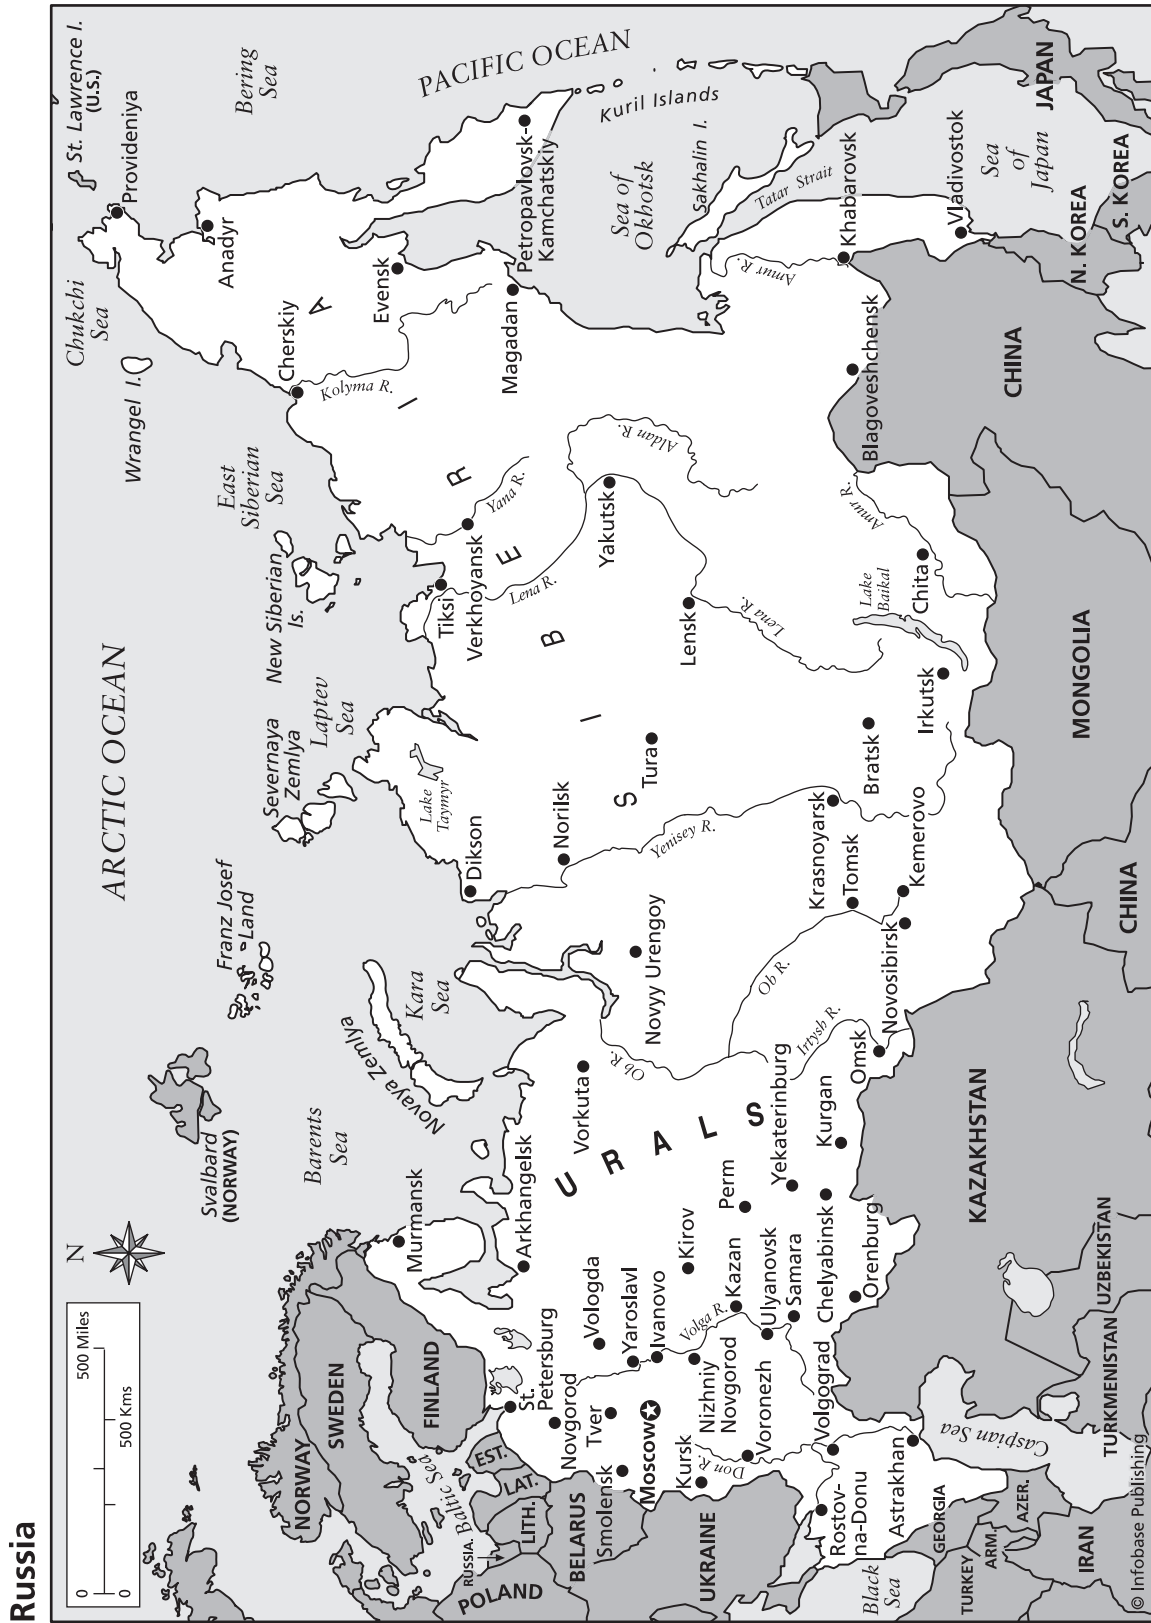 Russia
ARCTIC OCEAN
PACIFIC OCEAN
N
500 Miles
0
500 Kms
0
St. Lawrence I.
(U.S.)
Provideniya
Bering
Sea
Chukchi
Sea
Wrangel I.
Anadyr
Cherskiy
Evensk
Kolyma R.
Magadan
Petropavlovsk-
Kamchatskiy
Kuril Islands
Sea of
Okhotsk
Sakhalin I.
Tatar Strait
Amur R.
Khabarovsk
Vladivostok
Sea
of
Japan
JAPAN
N. KOREA
S. KOREA
Blagoveshchensk
CHINA
East
Siberian
Sea
New Siberian
Is.
Laptev
Sea
Severnaya
Zemlya
Tiksi
Verkhoyansk
Yana R.
Lena R.
Yakutsk
Aldan R.
Lensk
Lena R.
Amur R.
Chita
Lake
Baikal
Irkutsk
Bratsk
MONGOLIA
SIBERIA
Lake
Taymyr
Tura
Norilsk
Dikson
Yenisey R.
Krasnoyarsk
Tomsk
Kemerovo
Novosibirsk
CHINA
Franz Josef
Land
Kara
Sea
Novaya Zemlya
Novyy Urengoy
Ob R.
Ob R.
Irtysh R.
Omsk
Vorkuta
URALS
Svalbard
(NORWAY)
Barents
Sea
Murmansk
Arkhangelsk
Perm
Yekaterinburg
Kurgan
Chelyabinsk
Orenburg
Kirov
Kazan
Ulyanovsk
Samara
Volga R.
Vologda
Yaroslavl
Ivanovo
Nizhniy
Novgorod
St.
Petersburg
Novgorod
Tver
Moscow
Smolensk
Kursk
Voronezh
Don R.
Volgograd
Rostov-
na-Donu
Astrakhan
NORWAY
SWEDEN
FINLAND
Baltic Sea
EST.
LAT.
LITH.
RUSSIA
POLAND
BELARUS
UKRAINE
Black
Sea
GEORGIA
TURKEY
ARM.
AZER.
IRAN
Caspian Sea
KAZAKHSTAN
UZBEKISTAN
TURKMENISTAN
© Infobase Publishing